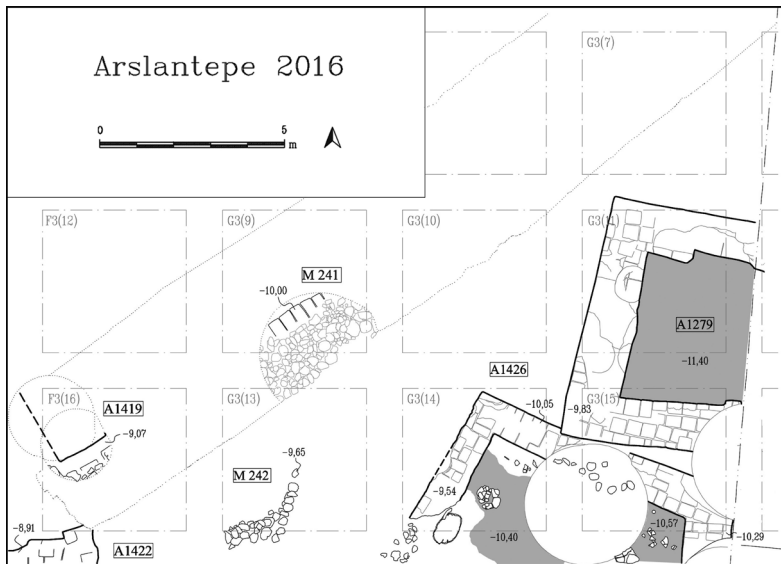 Arslantepe 2016
0 5
m
G3(7)
F3(12)
G3(9)
G3(10)
G3(11)
M 241
-10,00
A1279
-11,40
A1426
F3(16)
A1419
G3(13)
G3(14)
-10,05
-9,83
G3(15)
-9,07
-9,65
M 242
-9,54
-8,91
-10,40
-10,57
-10,29
A1422